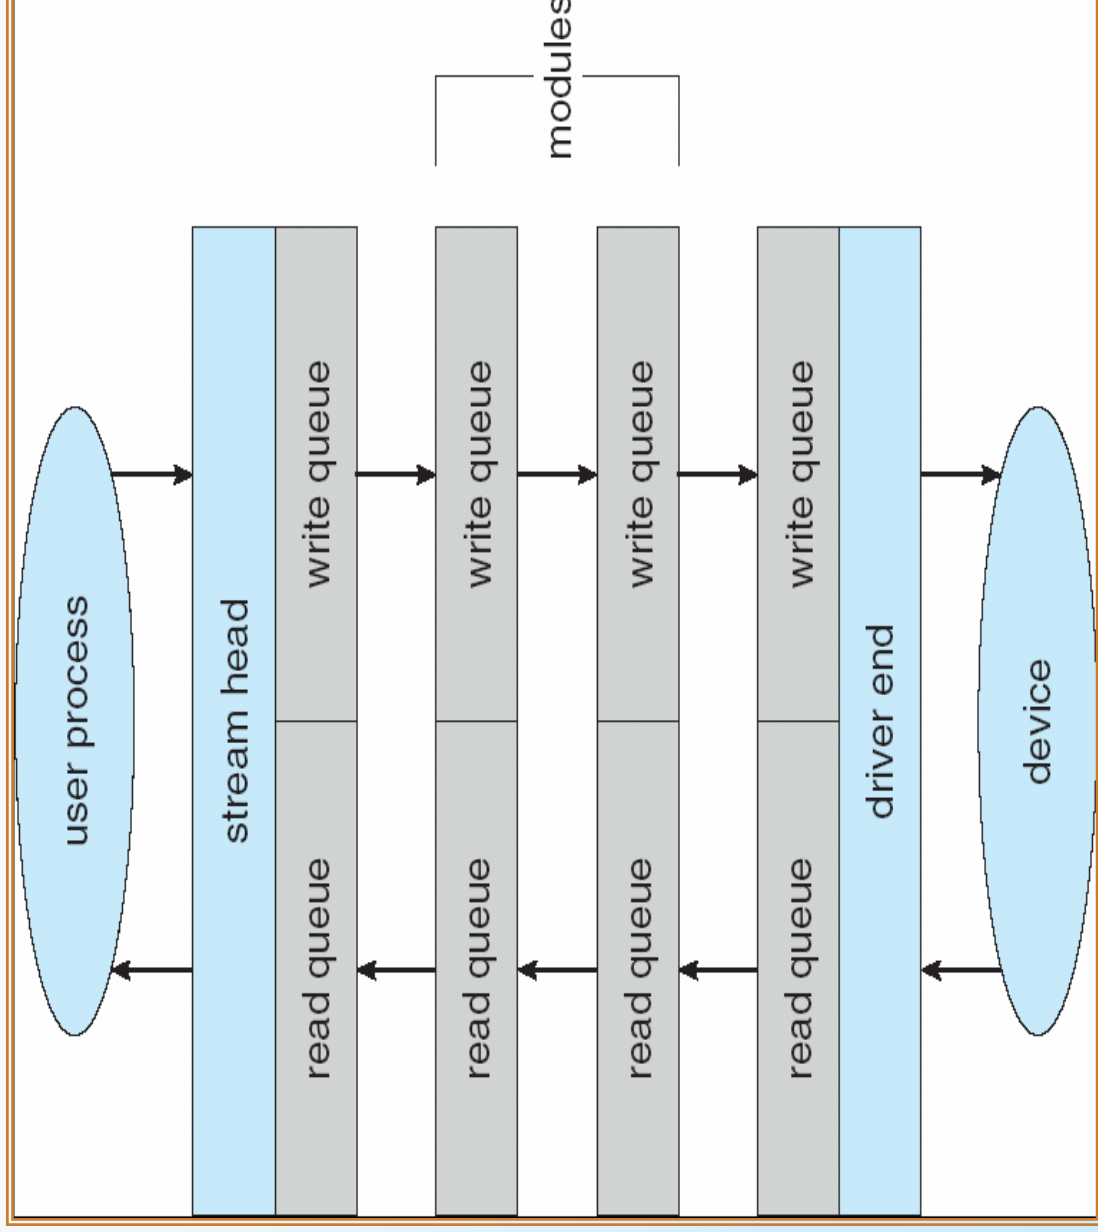 user process
stream head
read queue
write queue
read queue
write queue
modules
read queue
write queue
read queue
write queue
driver end
device